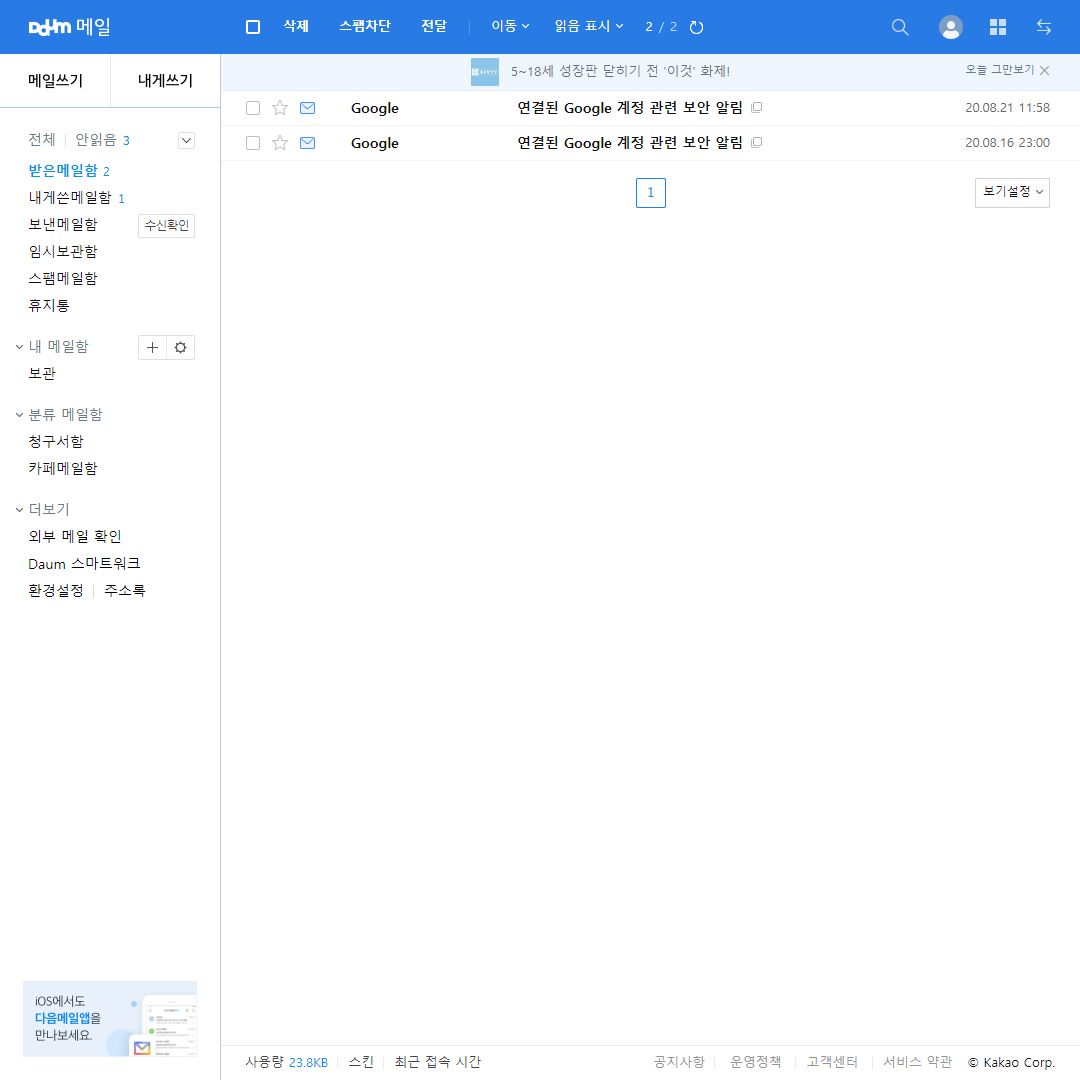 Daum 메일
삭제 스팸차단 전달 이동 읽음 표시 2 / 2
메일쓰기 내게쓰기
5~18세 성장판 닫히기 전 '이것' 화제! 오늘 그만보기
Google 연결된 Google 계정 관련 보안 알림 20.08.21 11:58
Google 연결된 Google 계정 관련 보안 알림 20.08.16 23:00
1 보기설정
전체 안읽음 3
받은메일함 2
내게쓴메일함 1
보낸메일함 수신확인
임시보관함
스팸메일함
휴지통
내 메일함
보관
분류 메일함
청구서함
카페메일함
더보기
외부 메일 확인
Daum 스마트워크
환경설정 주소록
iOS에서도
다음메일앱을
만나보세요.
사용량 23.8KB 스킨 최근 접속 시간 공지사항 운영정책 고객센터 서비스 약관 © Kakao Corp.